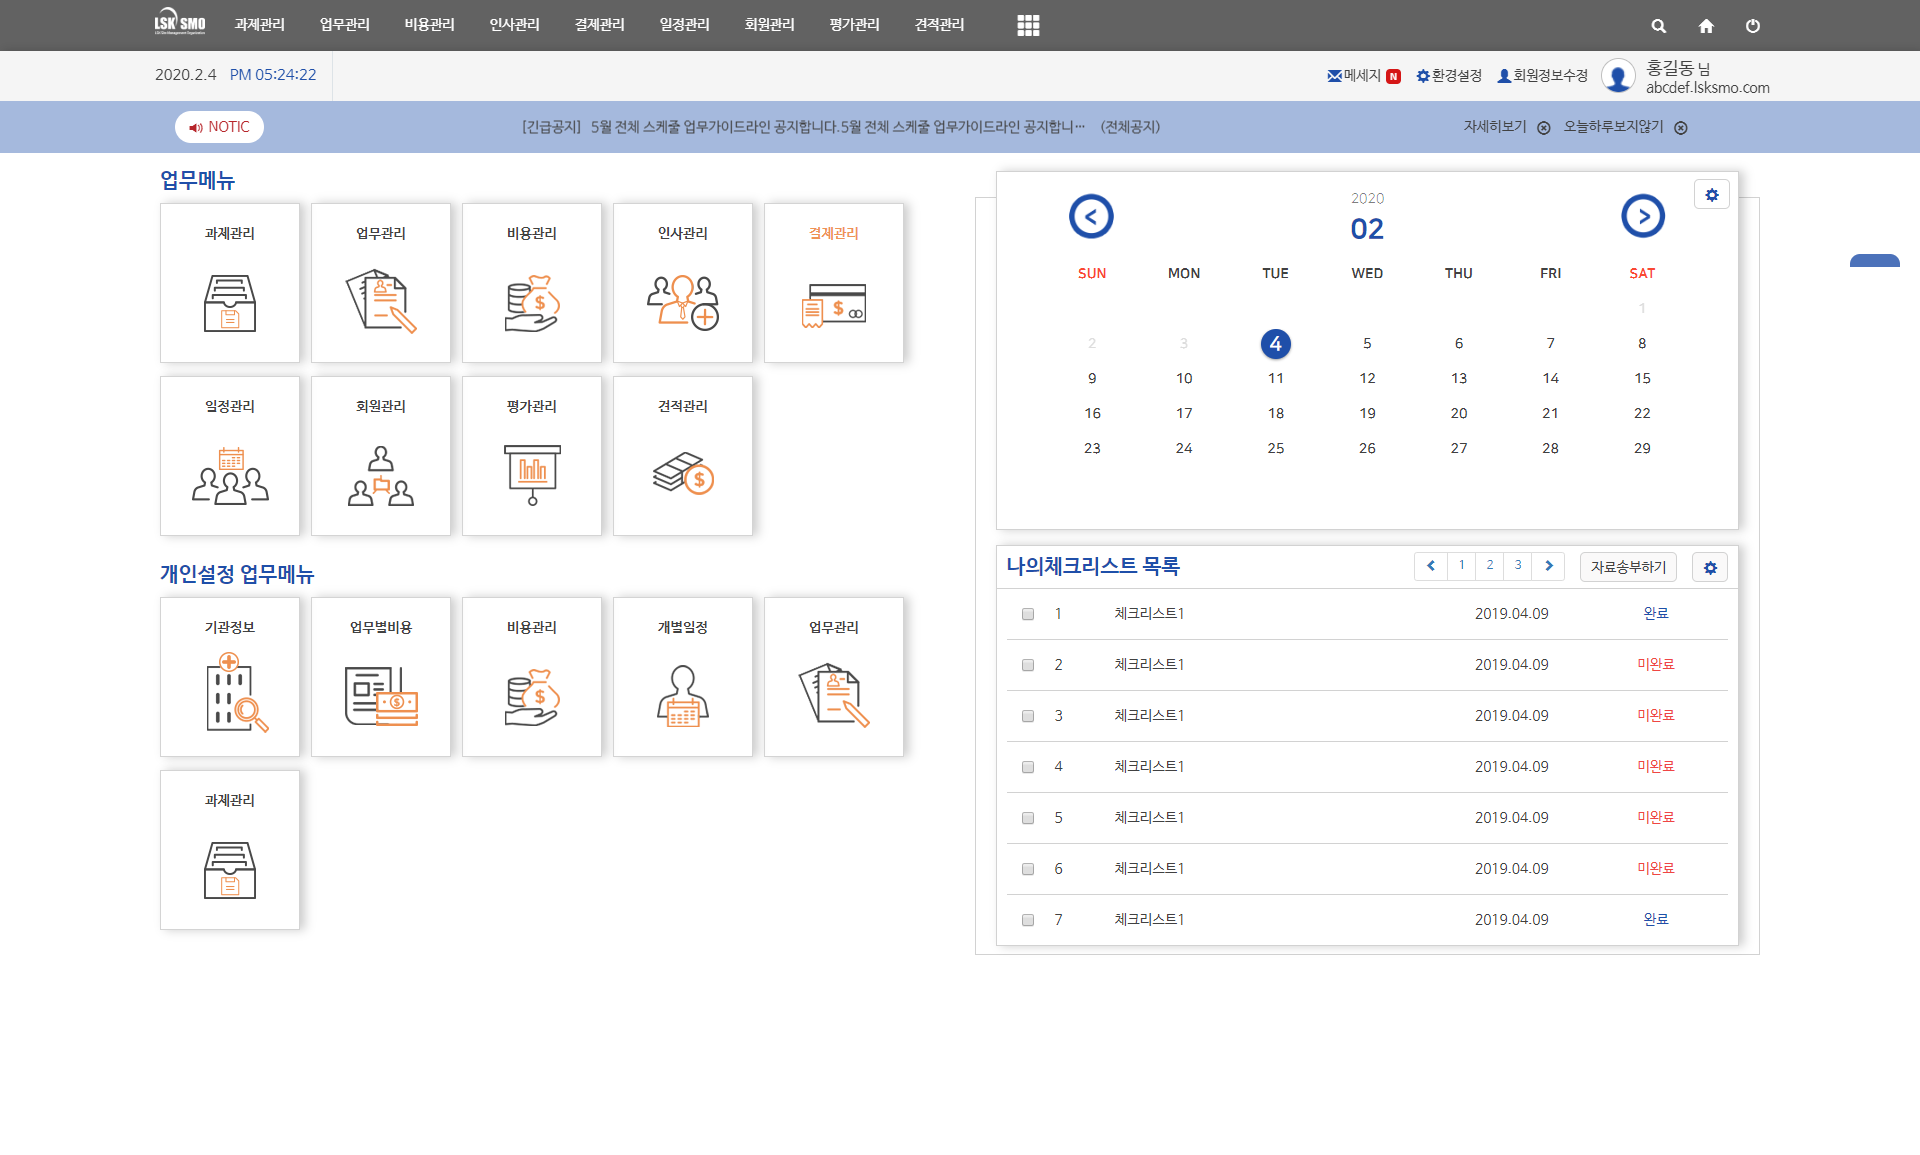 LSK SMO 과제관리 업무관리 비용관리 인사관리 결제관리 일정관리 회원관리 평가관리 견적관리
LSK Site Management Organization
2020.2.4 PM 05:24:22 메세지 N 환경설정 회원정보수정 홍길동 님
abcdef.lsksmo.com
NOTIC [긴급공지] 5월 전체 스케줄 업무가이드라인 공지합니다.5월 전체 스케줄 업무가이드라인 공지합니… (전체공지) 자세히보기 오늘하루보지않기
업무메뉴
과제관리 업무관리 비용관리 인사관리 결제관리
일정관리 회원관리 평가관리 견적관리
개인설정 업무메뉴
기관정보 업무별비용 비용관리 개별일정 업무관리
과제관리
2020
< 02 >
SUN MON TUE WED THU FRI SAT
1
2 3 4 5 6 7 8
9 10 11 12 13 14 15
16 17 18 19 20 21 22
23 24 25 26 27 28 29
나의체크리스트 목록 1 2 3 자료송부하기
1 체크리스트1 2019.04.09 완료
2 체크리스트1 2019.04.09 미완료
3 체크리스트1 2019.04.09 미완료
4 체크리스트1 2019.04.09 미완료
5 체크리스트1 2019.04.09 미완료
6 체크리스트1 2019.04.09 미완료
7 체크리스트1 2019.04.09 완료